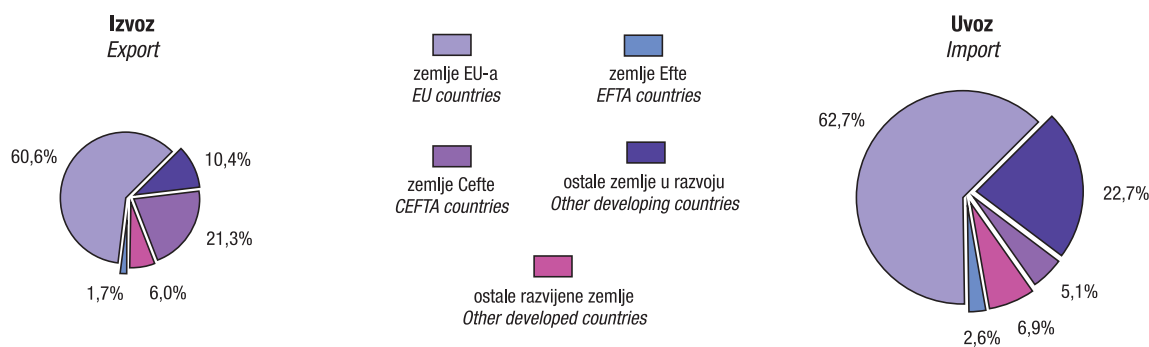 Izvoz
Export
60,6%
10,4%
21,3%
6,0%
1,7%
zemlje EU-a
EU countries
zemlje Efte
EFTA countries
zemlje Cefte
CEFTA countries
ostale zemlje u razvoju
Other developing countries
ostale razvijene zemlje
Other developed countries
Uvoz
Import
62,7%
22,7%
5,1%
6,9%
2,6%